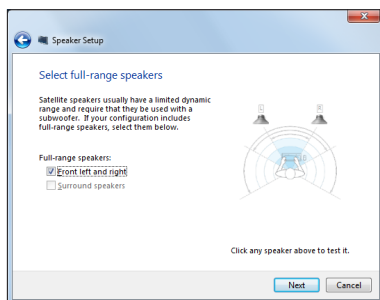 Speaker Setup
Select full-range speakers
Satellite speakers usually have a limited dynamic
range and require that they be used with a
subwoofer. If your configuration includes
full-range speakers, select them below.
L R
Full-range speakers:
Front left and right
Surround speakers
Click any speaker above to test it.
Next Cancel